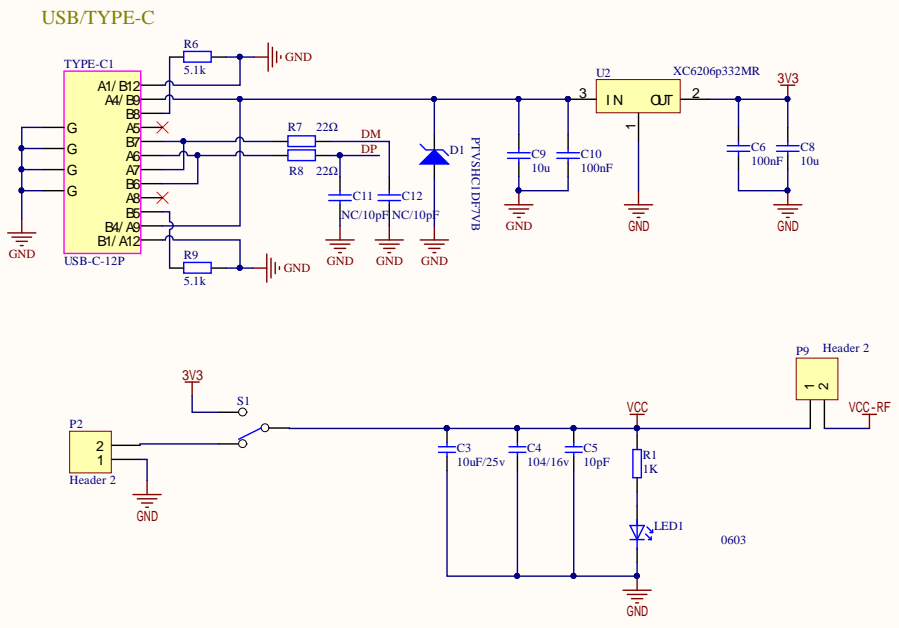 USB/TYPE-C
TYPE-C1
R6
5.1k
GND
A1/ B12
A4/ B9
B8
A5
B7
A6
A7
B6
A8
B5
B4/ A9
B1/ A12
G
G
G
G
GND
USB-C-12P
R9
5.1k
GND
R7 22Ω
DM
DP
R8 22Ω
C11
NC/10pF
GND
C12
NC/10pF
GND
D1
PTVSHC1DF7VB
GND
C9
10u
C10
100nF
GND
U2
XC6206p332MR
3 IN OUT 2
1
GND
3V3
C6
100nF
C8
10u
GND
3V3
S1
P2
2
1
Header 2
GND
C3
10uF/25v
C4
104/16v
C5
10pF
VCC
R1
1K
LED1
0603
GND
P9 Header 2
1 2
VCC-RF